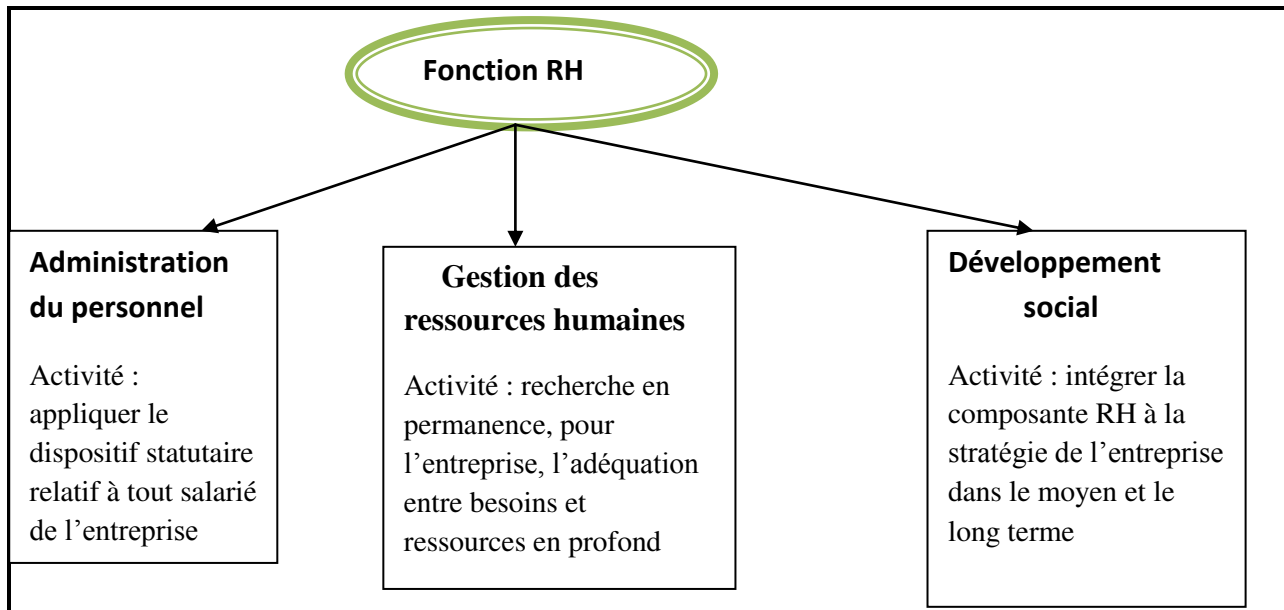 Fonction RH
Administration
du personnel
Activité :
appliquer le
dispositif statutaire
relatif à tout salarié
de l’entreprise
Gestion des
ressources humaines
Activité : recherche en
permanence, pour
l’entreprise, l’adéquation
entre besoins et
ressources en profond
Développement
social
Activité : intégrer la
composante RH à la
stratégie de l’entreprise
dans le moyen et le
long terme